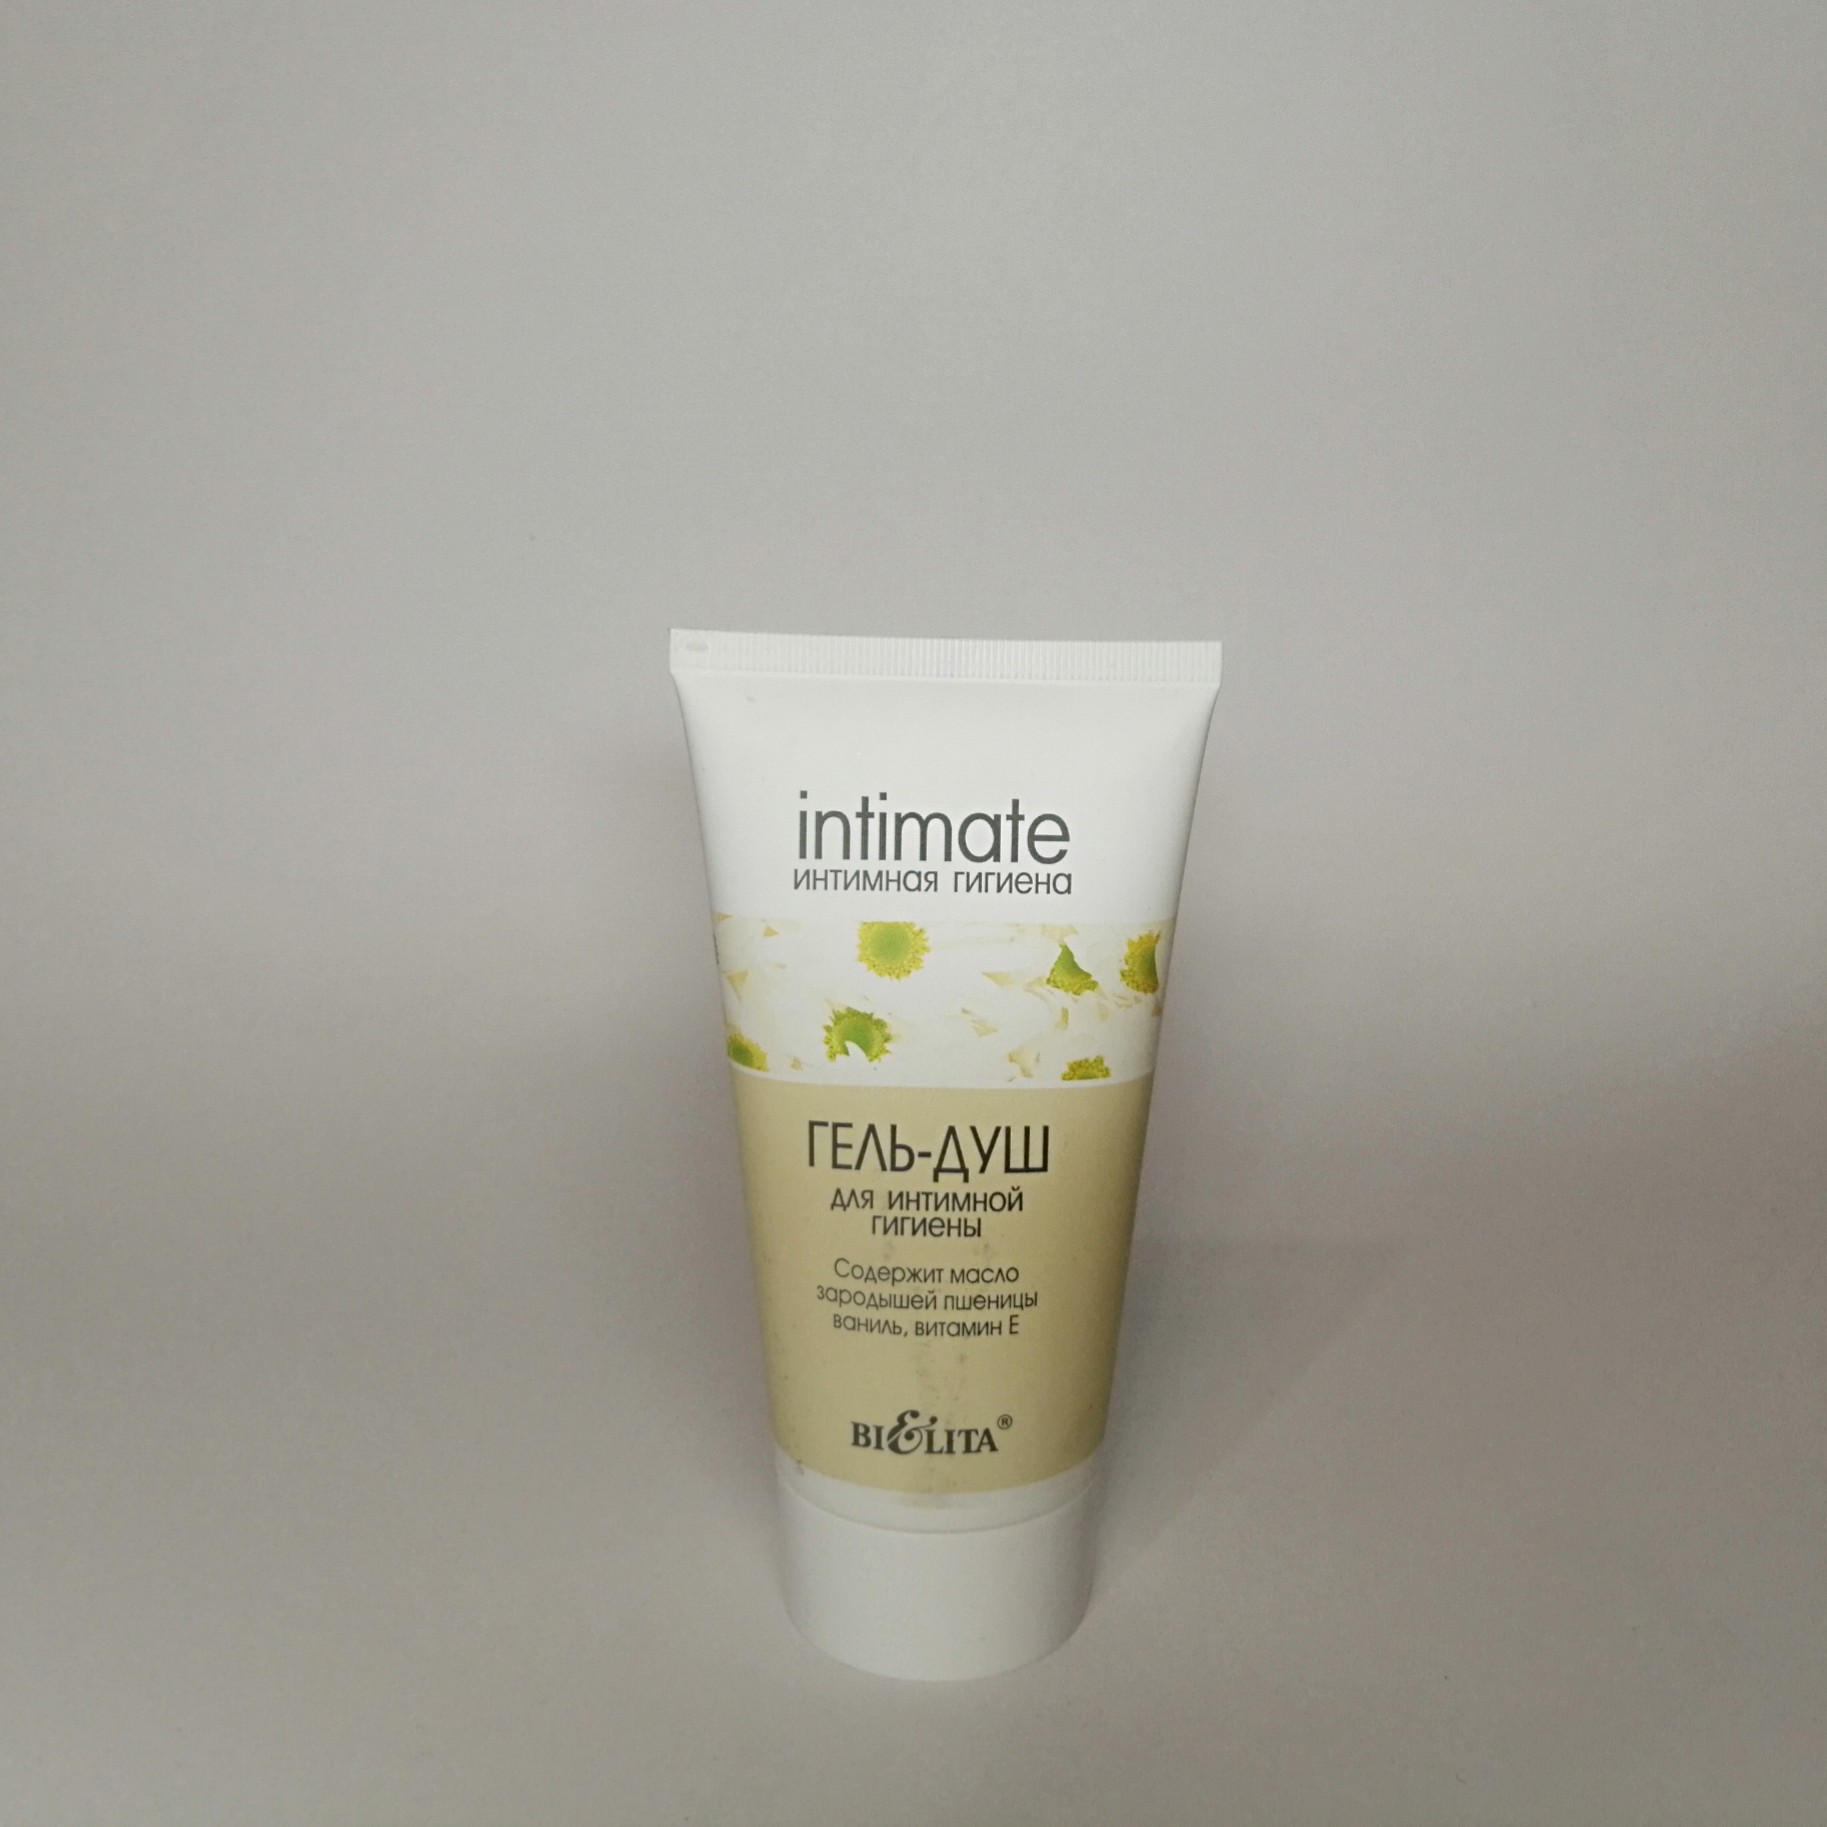 intimate
интимная гигиена
ГЕЛЬ-ДУШ
для интимной
гигиены
Содержит масло
зародышей пшеницы
ваниль, витамин Е
BIELITA®